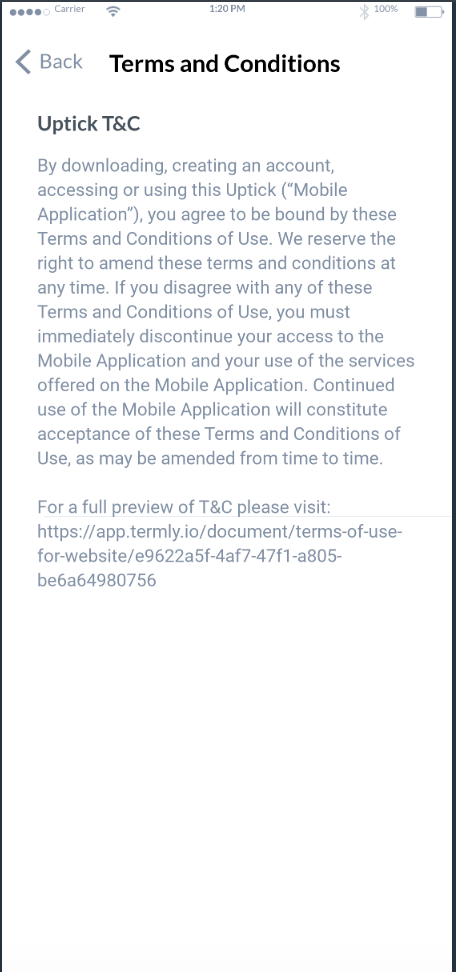 Carrier 1:20 PM 100%
Back Terms and Conditions
Uptick T&C
By downloading, creating an account,
accessing or using this Uptick (“Mobile
Application”), you agree to be bound by these
Terms and Conditions of Use. We reserve the
right to amend these terms and conditions at
any time. If you disagree with any of these
Terms and Conditions of Use, you must
immediately discontinue your access to the
Mobile Application and your use of the services
offered on the Mobile Application. Continued
use of the Mobile Application will constitute
acceptance of these Terms and Conditions of
Use, as may be amended from time to time.
For a full preview of T&C please visit:
https://app.termly.io/document/terms-of-use-
for-website/e9622a5f-4af7-47f1-a805-
be6a64980756